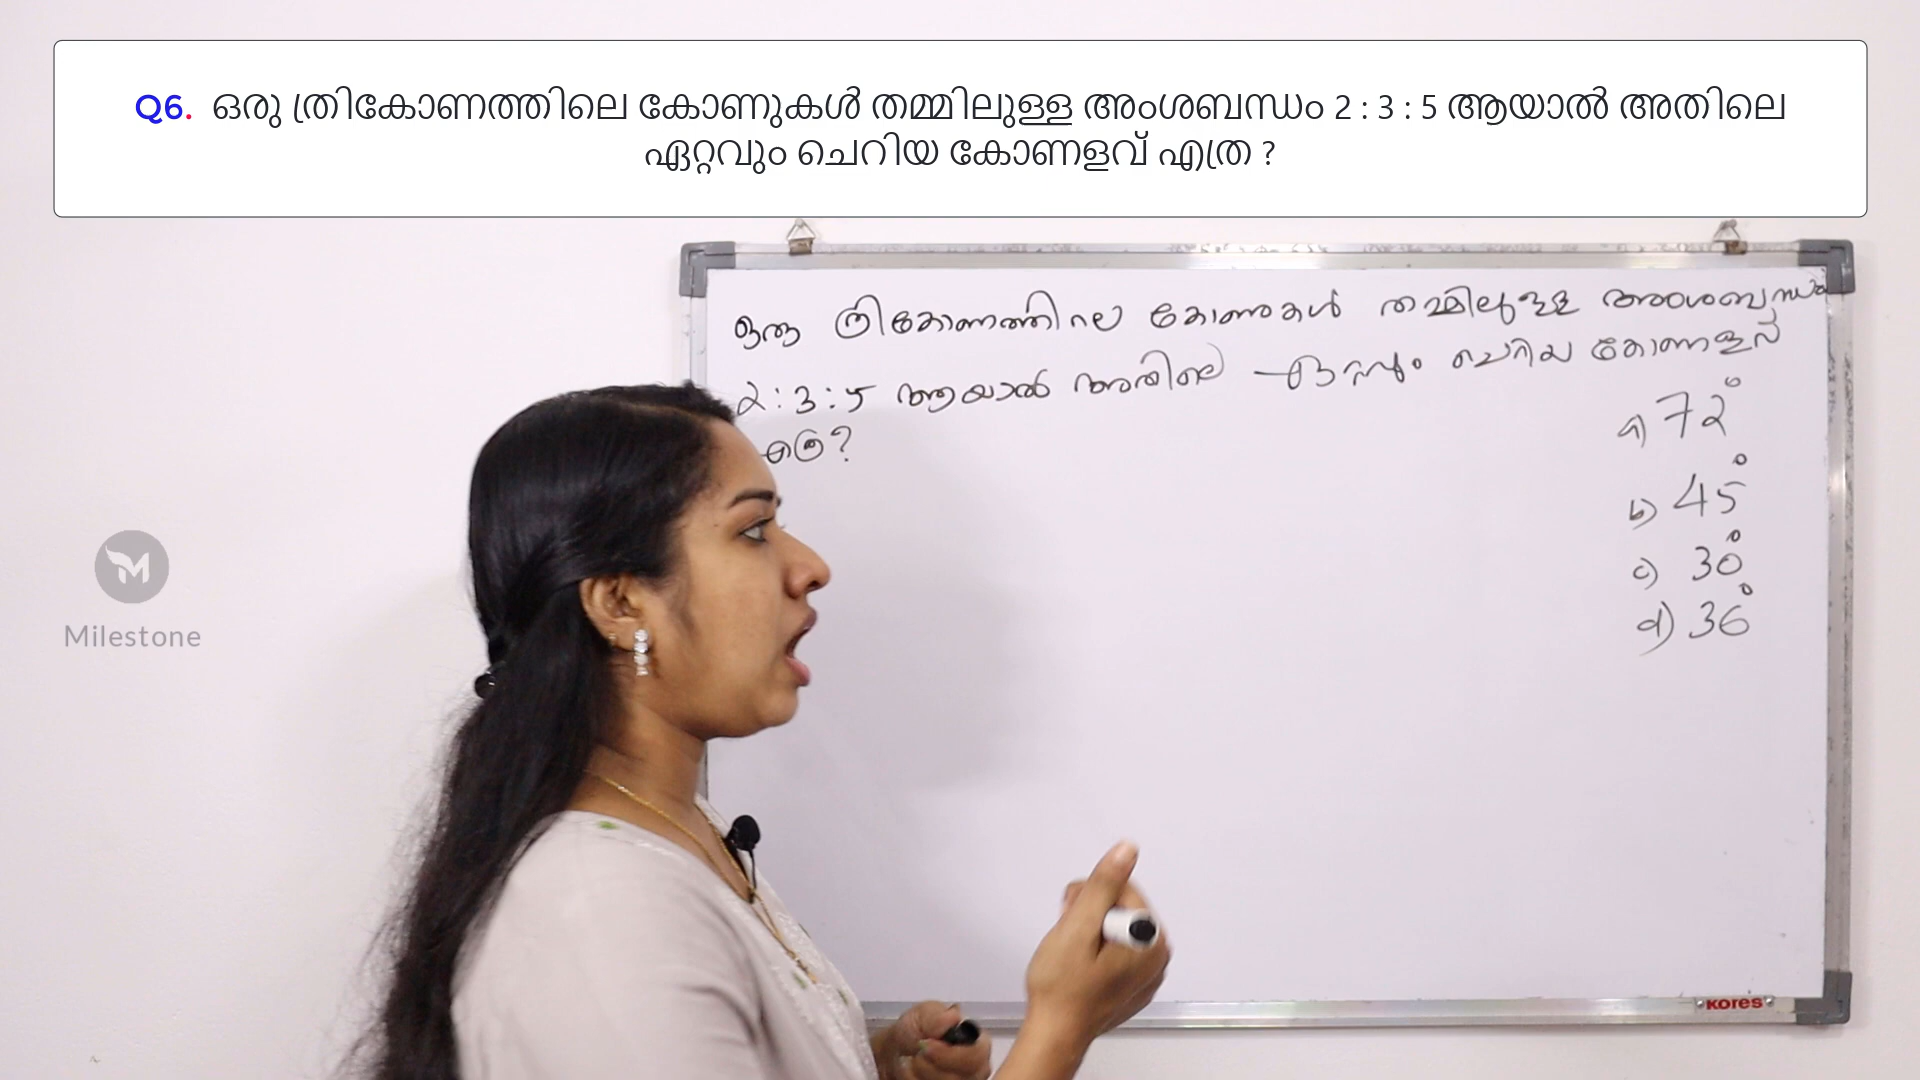 Q6. ഒരു ത്രികോണത്തിലെ കോണുകൾ തമ്മിലുള്ള അംശബന്ധം 2 : 3 : 5 ആയാൽ അതിലെ
ഏറ്റവും ചെറിയ കോണളവ് എത്ര ?
ഒരു ത്രികോണത്തിലെ കോണുകൾ തമ്മിലുള്ള അംശബന്ധം
2 : 3 : 5 ആയാൽ അതിലെ ഏറ്റവും ചെറിയ കോണളവ്
എത്ര?
a) 72°
b) 45°
c) 30°
d) 36°
Milestone
KORES